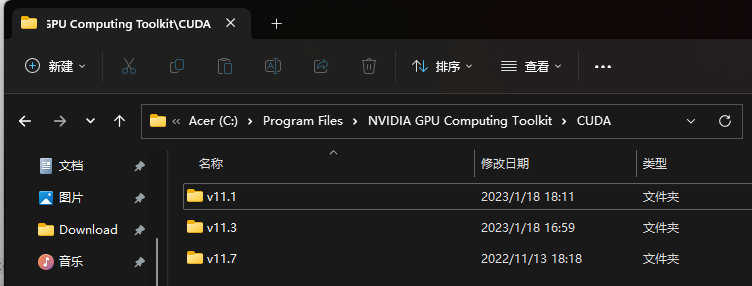 GPU Computing Toolkit\CUDA
新建
排序
查看
Acer (C:) > Program Files > NVIDIA GPU Computing Toolkit > CUDA
文档
图片
Download
音乐
名称 修改日期 类型
v11.1 2023/1/18 18:11 文件夹
v11.3 2023/1/18 16:59 文件夹
v11.7 2022/11/13 18:18 文件夹